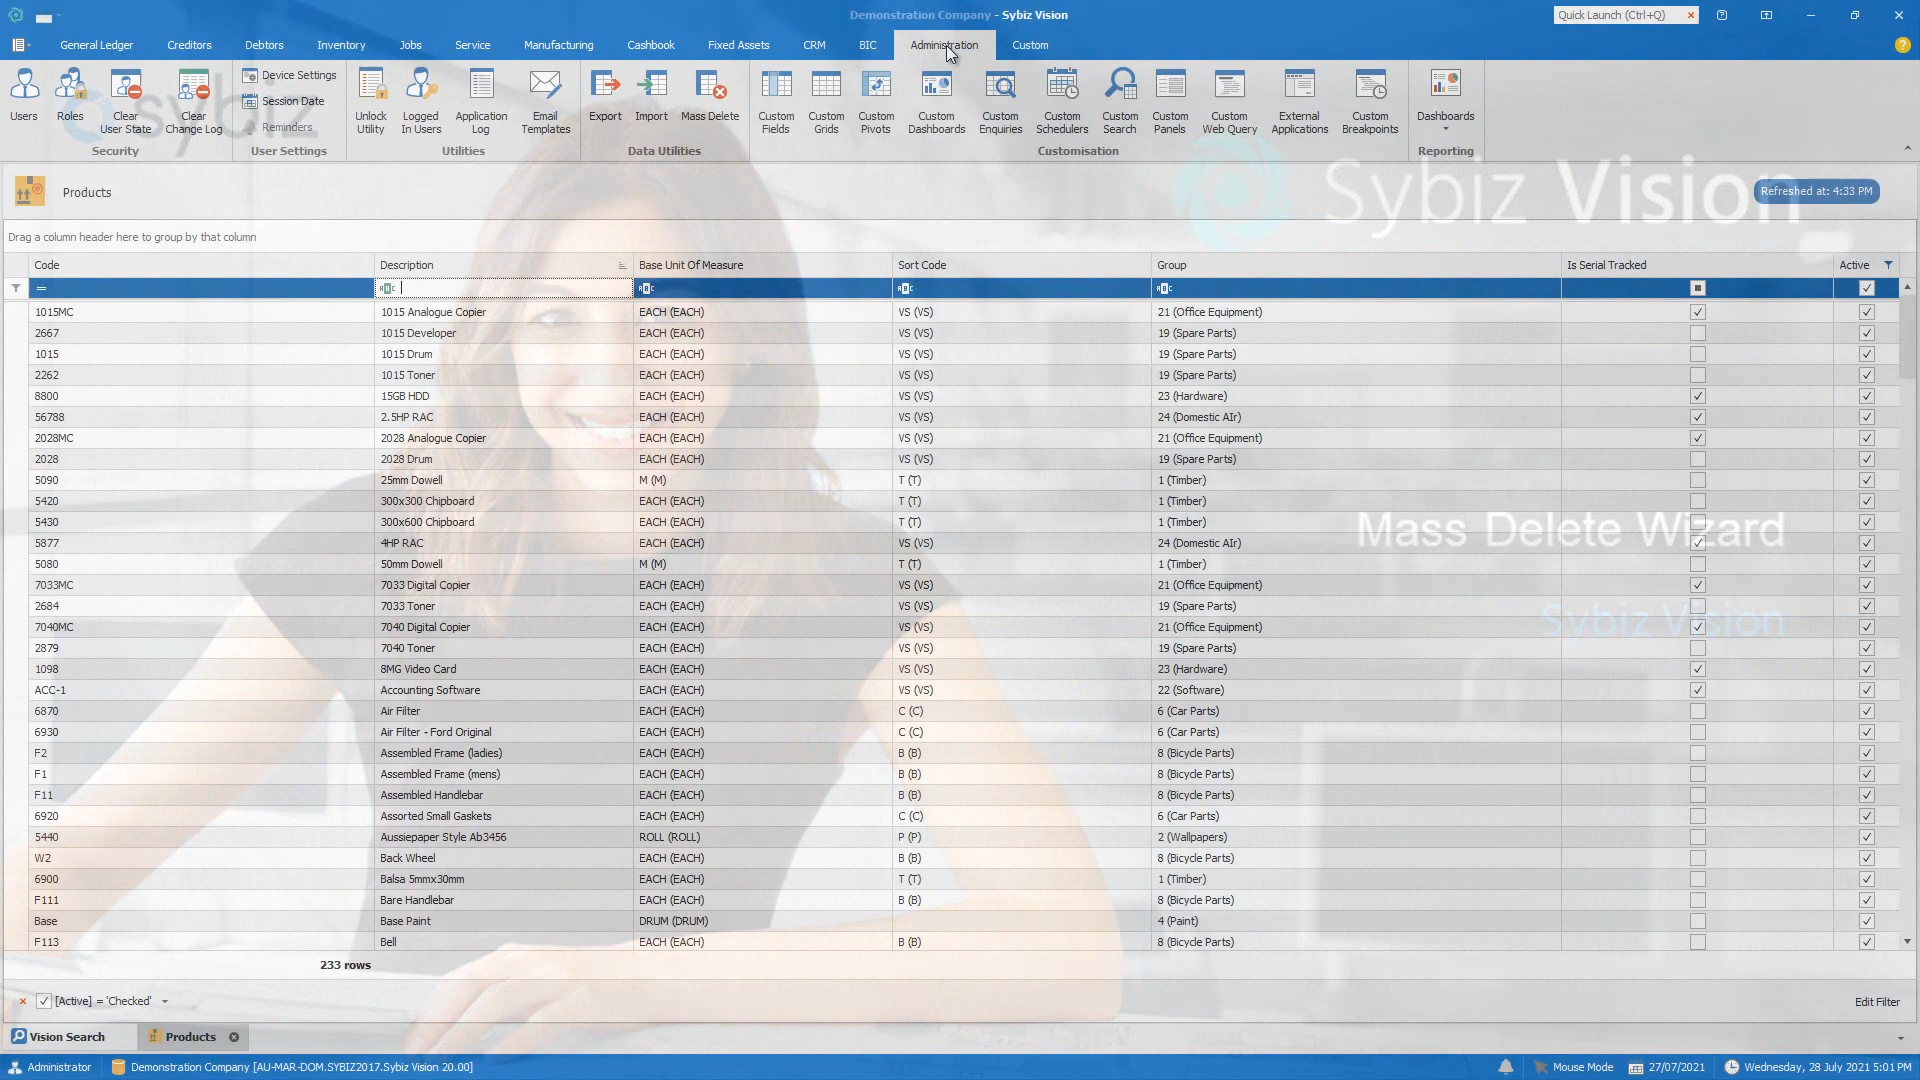 Demonstration Company - Sybiz Vision
Quick Launch (Ctrl+Q)
General Ledger Creditors Debtors Inventory Jobs Service Manufacturing Cashbook Fixed Assets CRM BIC Administration Custom
Users Roles Clear User State Clear Change Log
Security
Device Settings
Session Date
Reminders
User Settings
Unlock Utility Logged In Users Application Log Email Templates
Utilities
Export Import Mass Delete
Data Utilities
Custom Fields Custom Grids Custom Pivots Custom Dashboards Custom Enquiries Custom Schedulers Custom Search Custom Panels Custom Web Query External Applications Custom Breakpoints
Customisation
Dashboards
Reporting
sybiz
Products
Sybiz Vision
Refreshed at: 4:33 PM
Drag a column header here to group by that column
Code Description Base Unit Of Measure Sort Code Group Is Serial Tracked Active
1015MC 1015 Analogue Copier EACH (EACH) VS (VS) 21 (Office Equipment)
2667 1015 Developer EACH (EACH) VS (VS) 19 (Spare Parts)
1015 1015 Drum EACH (EACH) VS (VS) 19 (Spare Parts)
2262 1015 Toner EACH (EACH) VS (VS) 19 (Spare Parts)
8800 15GB HDD EACH (EACH) VS (VS) 23 (Hardware)
56788 2.5HP RAC EACH (EACH) VS (VS) 24 (Domestic AIr)
2028MC 2028 Analogue Copier EACH (EACH) VS (VS) 21 (Office Equipment)
2028 2028 Drum EACH (EACH) VS (VS) 19 (Spare Parts)
5090 25mm Dowell M (M) T (T) 1 (Timber)
5420 300x300 Chipboard EACH (EACH) T (T) 1 (Timber)
5430 300x600 Chipboard EACH (EACH) T (T) 1 (Timber)
Mass Delete Wizard
5877 4HP RAC EACH (EACH) VS (VS) 24 (Domestic AIr)
5080 50mm Dowell M (M) T (T) 1 (Timber)
7033MC 7033 Digital Copier EACH (EACH) VS (VS) 21 (Office Equipment)
2684 7033 Toner EACH (EACH) VS (VS) 19 (Spare Parts)
Sybiz Vision
7040MC 7040 Digital Copier EACH (EACH) VS (VS) 21 (Office Equipment)
2879 7040 Toner EACH (EACH) VS (VS) 19 (Spare Parts)
1098 8MG Video Card EACH (EACH) VS (VS) 23 (Hardware)
ACC-1 Accounting Software EACH (EACH) VS (VS) 22 (Software)
6870 Air Filter EACH (EACH) C (C) 6 (Car Parts)
6930 Air Filter - Ford Original EACH (EACH) C (C) 6 (Car Parts)
F2 Assembled Frame (ladies) EACH (EACH) B (B) 8 (Bicycle Parts)
F1 Assembled Frame (mens) EACH (EACH) B (B) 8 (Bicycle Parts)
F11 Assembled Handlebar EACH (EACH) B (B) 8 (Bicycle Parts)
6920 Assorted Small Gaskets EACH (EACH) C (C) 6 (Car Parts)
5440 Aussiepaper Style Ab3456 ROLL (ROLL) P (P) 2 (Wallpapers)
W2 Back Wheel EACH (EACH) B (B) 8 (Bicycle Parts)
6900 Balsa 5mmx30mm EACH (EACH) T (T) 1 (Timber)
F111 Bare Handlebar EACH (EACH) B (B) 8 (Bicycle Parts)
Base Base Paint DRUM (DRUM) 4 (Paint)
F113 Bell EACH (EACH) B (B) 8 (Bicycle Parts)
233 rows
[Active] = 'Checked' Edit Filter
Vision Search Products
Administrator Demonstration Company [AU-MAR-DOM.SYBIZ2017.Sybiz Vision 20.00] Mouse Mode 27/07/2021 Wednesday, 28 July 2021 5:01 PM